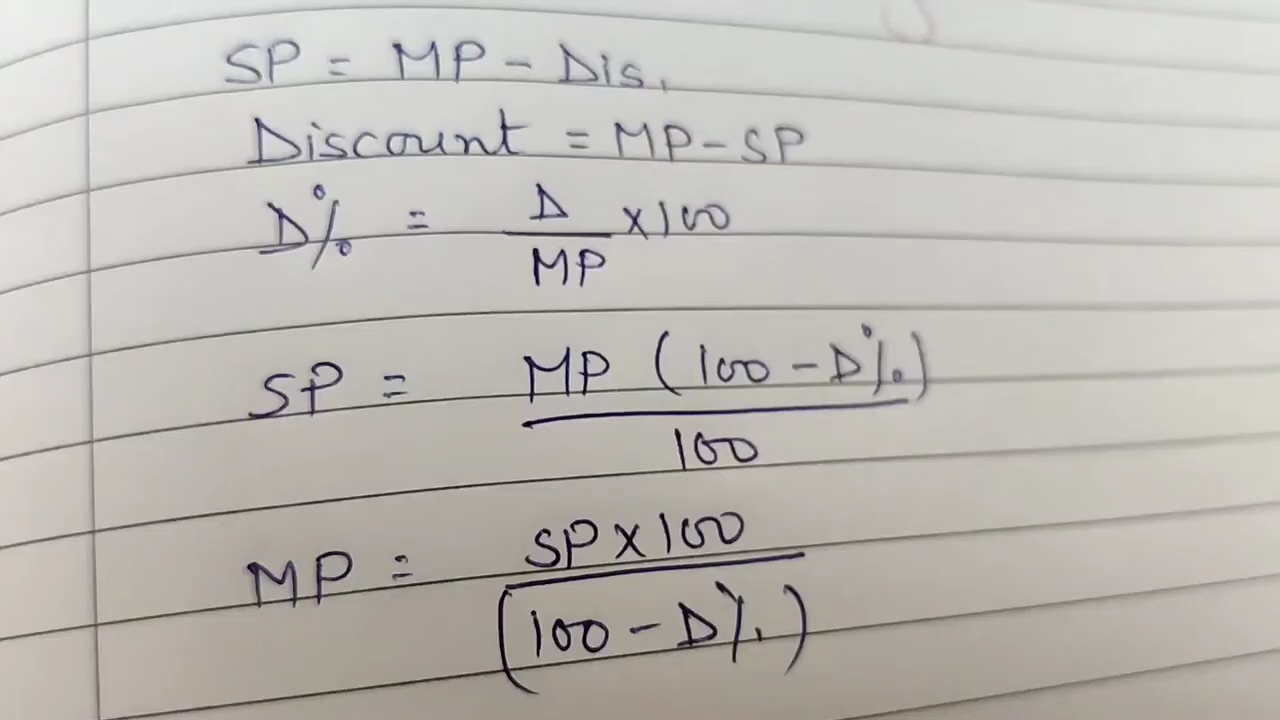 SP = MP - Dis.
Discount = MP - SP
D% = D/MP x 100
SP = MP (100 - D%)/100
MP = SP x 100/(100 - D%)